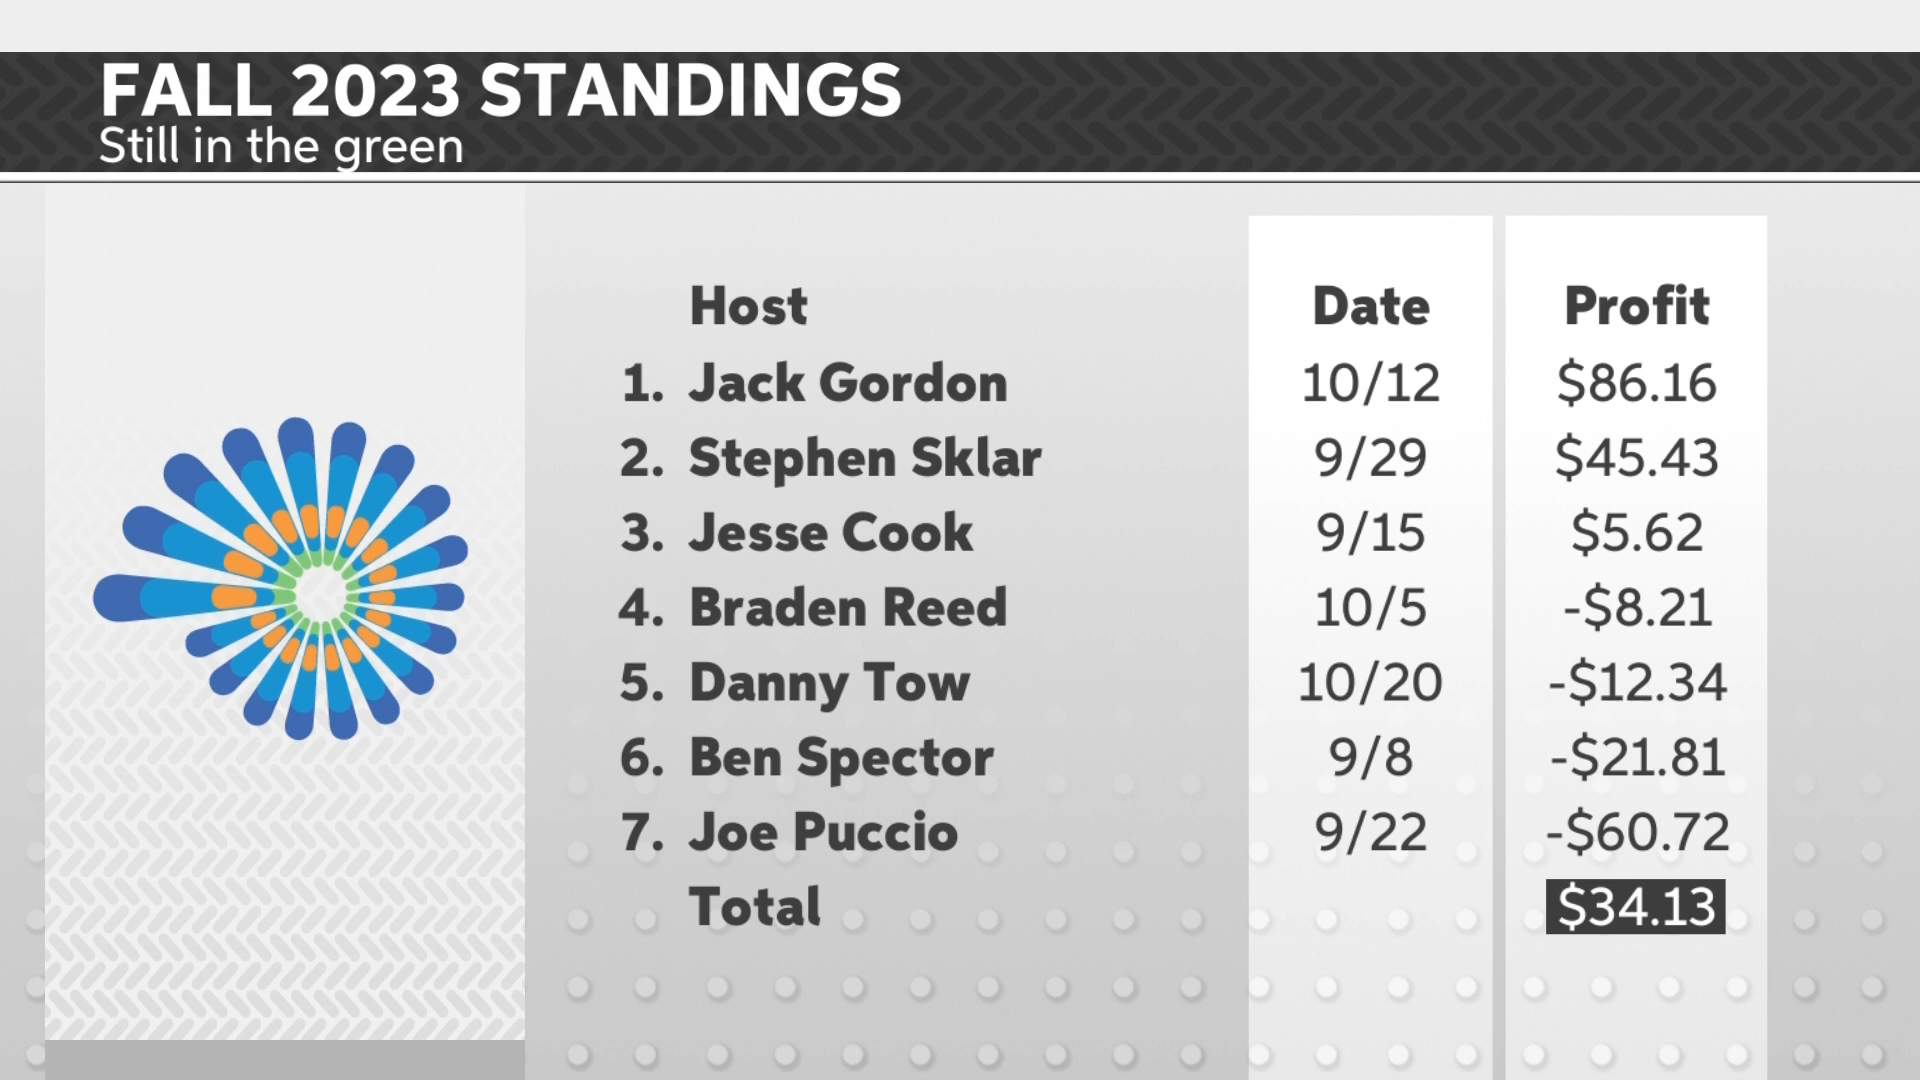 FALL 2023 STANDINGS
Still in the green
Host Date Profit
1. Jack Gordon 10/12 $86.16
2. Stephen Sklar 9/29 $45.43
3. Jesse Cook 9/15 $5.62
4. Braden Reed 10/5 -$8.21
5. Danny Tow 10/20 -$12.34
6. Ben Spector 9/8 -$21.81
7. Joe Puccio 9/22 -$60.72
Total $34.13